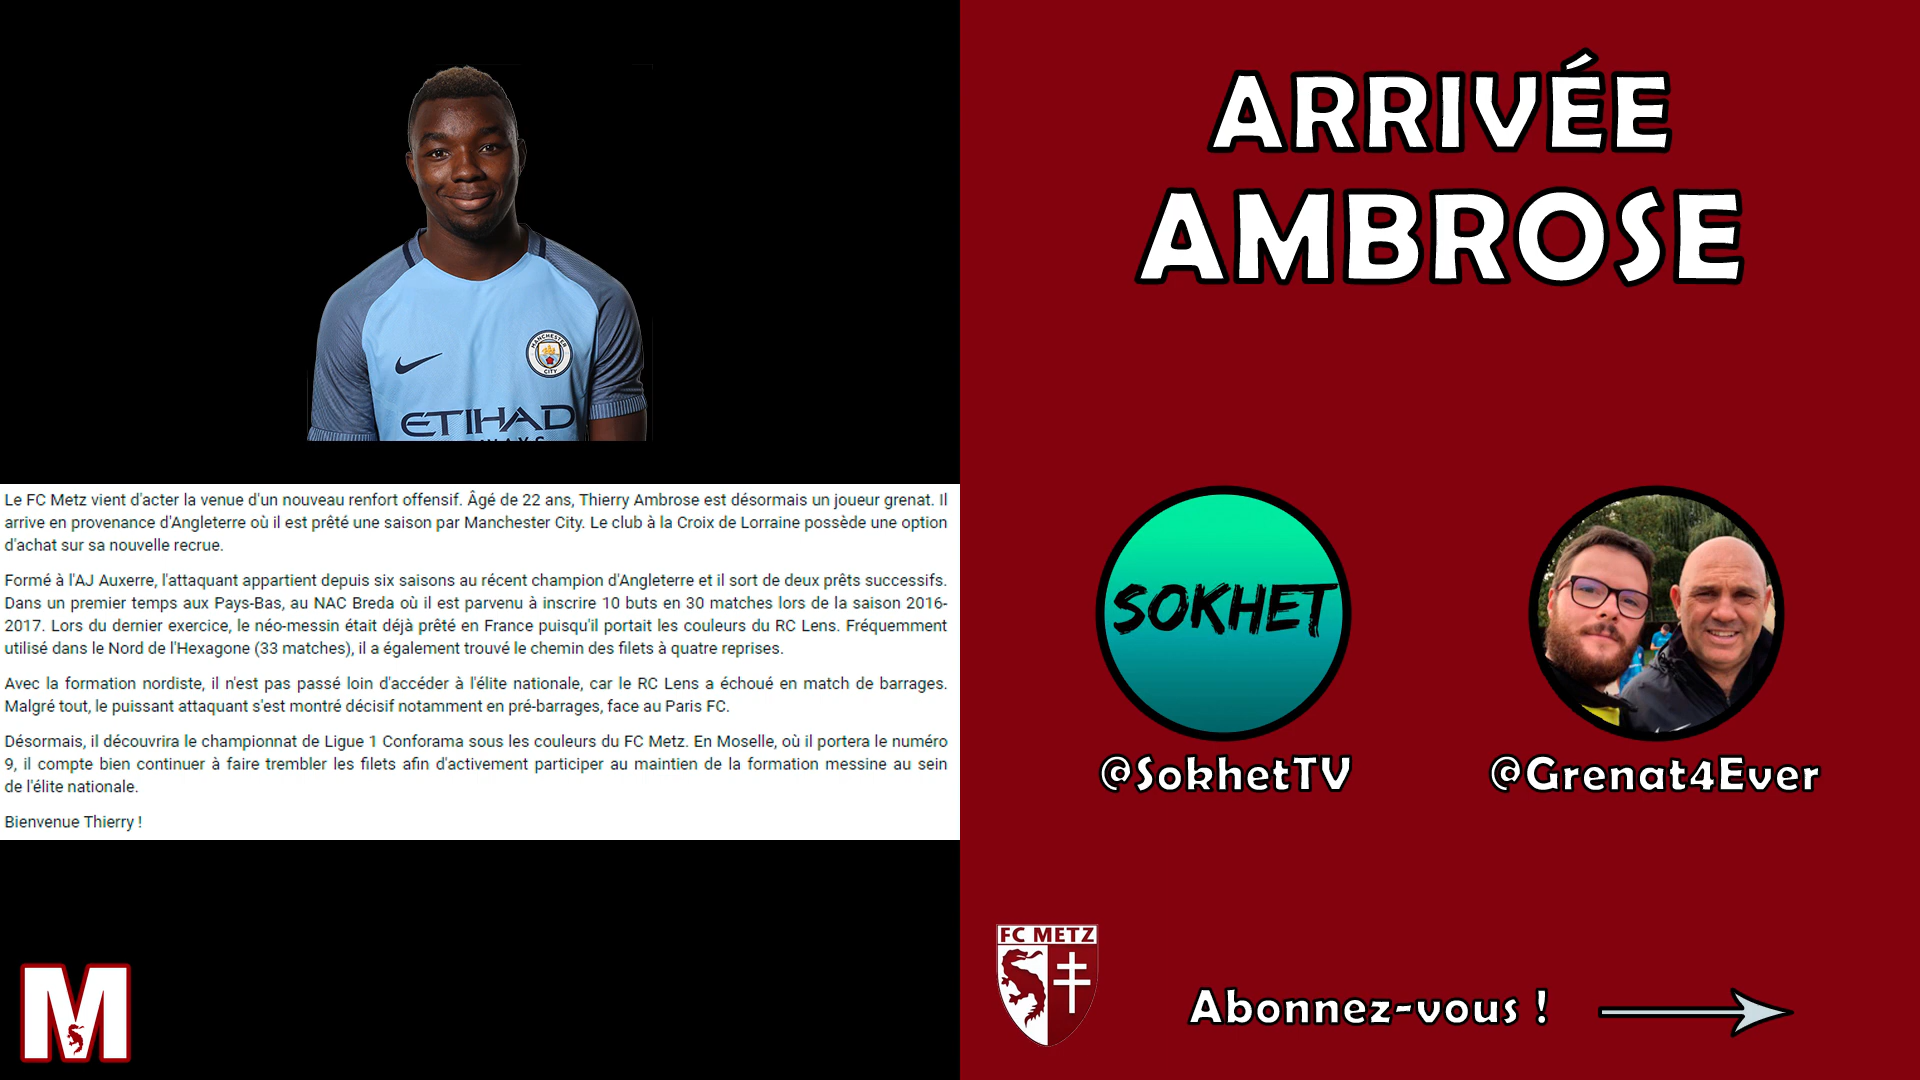 ARRIVÉE
AMBROSE
MANCHESTER
CITY
ETIHAD
Le FC Metz vient d'acter la venue d'un nouveau renfort offensif. Âgé de 22 ans, Thierry Ambrose est désormais un joueur grenat. Il
arrive en provenance d'Angleterre où il est prêté une saison par Manchester City. Le club à la Croix de Lorraine possède une option
d'achat sur sa nouvelle recrue.
Formé à l'AJ Auxerre, l'attaquant appartient depuis six saisons au récent champion d'Angleterre et il sort de deux prêts successifs.
Dans un premier temps aux Pays-Bas, au NAC Breda où il est parvenu à inscrire 10 buts en 30 matches lors de la saison 2016-
2017. Lors du dernier exercice, le néo-messin était déjà prêté en France puisqu'il portait les couleurs du RC Lens. Fréquemment
utilisé dans le Nord de l'Hexagone (33 matches), il a également trouvé le chemin des filets à quatre reprises.
Avec la formation nordiste, il n'est pas passé loin d'accéder à l'élite nationale, car le RC Lens a échoué en match de barrages.
Malgré tout, le puissant attaquant s'est montré décisif notamment en pré-barrages, face au Paris FC.
Désormais, il découvrira le championnat de Ligue 1 Conforama sous les couleurs du FC Metz. En Moselle, où il portera le numéro
9, il compte bien continuer à faire trembler les filets afin d'activement participer au maintien de la formation messine au sein
de l'élite nationale.
Bienvenue Thierry !
SOKHET
@SokhetTV
@Grenat4Ever
M
FC METZ
Abonnez-vous !